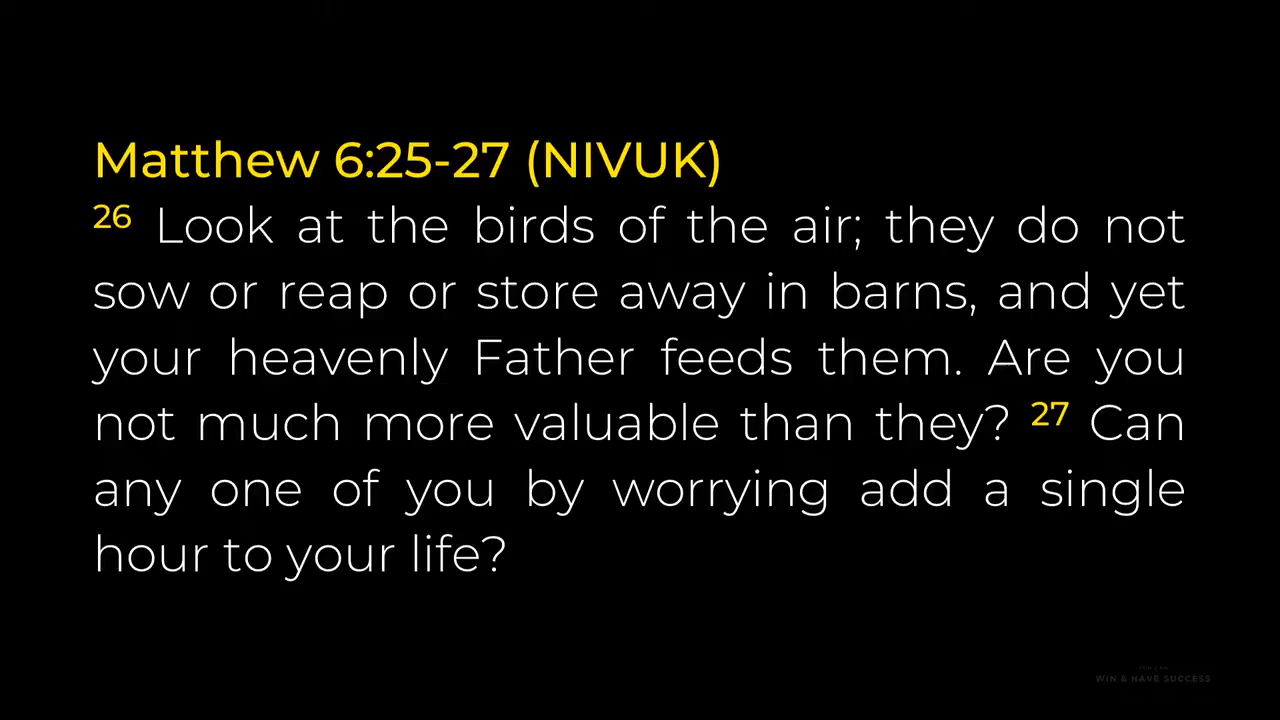 Matthew 6:25-27 (NIVUK)
26 Look at the birds of the air; they do not
sow or reap or store away in barns, and yet
your heavenly Father feeds them. Are you
not much more valuable than they? 27 Can
any one of you by worrying add a single
hour to your life?
YOU CAN
WIN & HAVE SUCCESS